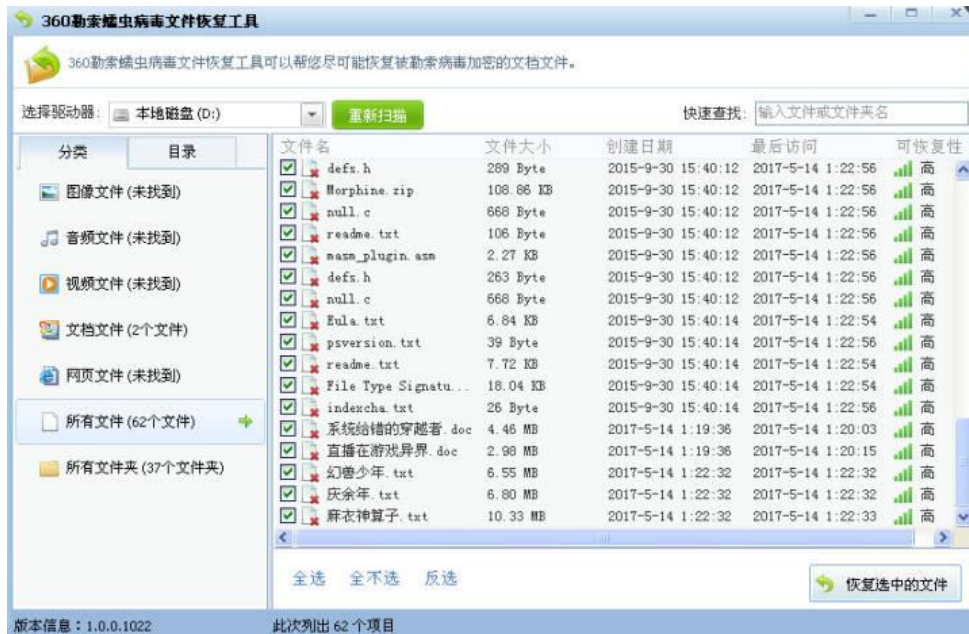 360勒索蠕虫病毒文件恢复工具
360勒索蠕虫病毒文件恢复工具可以帮您尽可能恢复被勒索病毒加密的文档文件。
选择驱动器: 本地磁盘 (D:) 重新扫描 快速查找: 输入文件或文件夹名
分类 目录
图像文件 (未找到)
音频文件 (未找到)
视频文件 (未找到)
文档文件 (2个文件)
网页文件 (未找到)
所有文件 (62个文件)
所有文件夹 (37个文件夹)
文件名 文件大小 创建日期 最后访问 可恢复性
defs.h 289 Byte 2015-9-30 15:40:12 2017-5-14 1:22:56 高
Morphine.zip 108.86 KB 2015-9-30 15:40:12 2017-5-14 1:22:56 高
null.c 668 Byte 2015-9-30 15:40:12 2017-5-14 1:22:56 高
readme.txt 106 Byte 2015-9-30 15:40:12 2017-5-14 1:22:56 高
masm_plugin.asm 2.27 KB 2015-9-30 15:40:12 2017-5-14 1:22:56 高
defs.h 263 Byte 2015-9-30 15:40:12 2017-5-14 1:22:56 高
null.c 668 Byte 2015-9-30 15:40:12 2017-5-14 1:22:56 高
Eula.txt 6.84 KB 2015-9-30 15:40:14 2017-5-14 1:22:54 高
psversion.txt 39 Byte 2015-9-30 15:40:14 2017-5-14 1:22:54 高
readme.txt 7.72 KB 2015-9-30 15:40:14 2017-5-14 1:22:54 高
File Type Signatu... 18.04 KB 2015-9-30 15:40:14 2017-5-14 1:22:54 高
indexcha.txt 26 Byte 2015-9-30 15:40:14 2017-5-14 1:22:56 高
系统给错的穿越者.doc 4.46 MB 2017-5-14 1:19:36 2017-5-14 1:20:03 高
直播在游戏异界.doc 2.98 MB 2017-5-14 1:19:36 2017-5-14 1:20:15 高
幻兽少年.txt 6.55 MB 2017-5-14 1:22:32 2017-5-14 1:22:32 高
庆余年.txt 6.80 MB 2017-5-14 1:22:32 2017-5-14 1:22:32 高
麻衣神算子.txt 10.33 MB 2017-5-14 1:22:32 2017-5-14 1:22:33 高
全选 全不选 反选 恢复选中的文件
版本信息：1.0.0.1022 此次列出 62 个项目